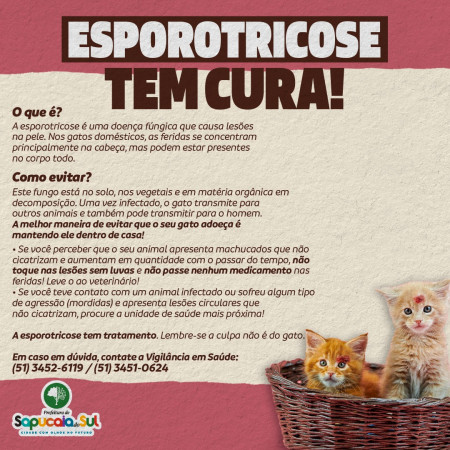 ESPOROTRICOSE
TEM CURA!
O que é?
A esporotricose é uma doença fúngica que causa lesões
na pele. Nos gatos domésticos, as feridas se concentram
principalmente na cabeça, mas podem estar presentes
no corpo todo.
Como evitar?
Este fungo está no solo, nos vegetais e em matéria orgânica em
decomposição. Uma vez infectado, o gato transmite para
outros animais e também pode transmitir para o homem.
A melhor maneira de evitar que o seu gato adoeça é
mantendo ele dentro de casa!
• Se você perceber que o seu animal apresenta machucados que não
cicatrizam e aumentam em quantidade com o passar do tempo, não
toque nas lesões sem luvas e não passe nenhum medicamento nas
feridas! Leve o ao veterinário!
• Se você teve contato com um animal infectado ou sofreu algum tipo
de agressão (mordidas) e apresenta lesões circulares que
não cicatrizam, procure a unidade de saúde mais próxima!
A esporotricose tem tratamento. Lembre-se a culpa não é do gato.
Em caso em dúvida, contate a Vigilância em Saúde:
(51) 3452-6119 / (51) 3451-0624
Prefeitura de
Sapucaia do Sul
CIDADE COM OLHOS NO FUTURO